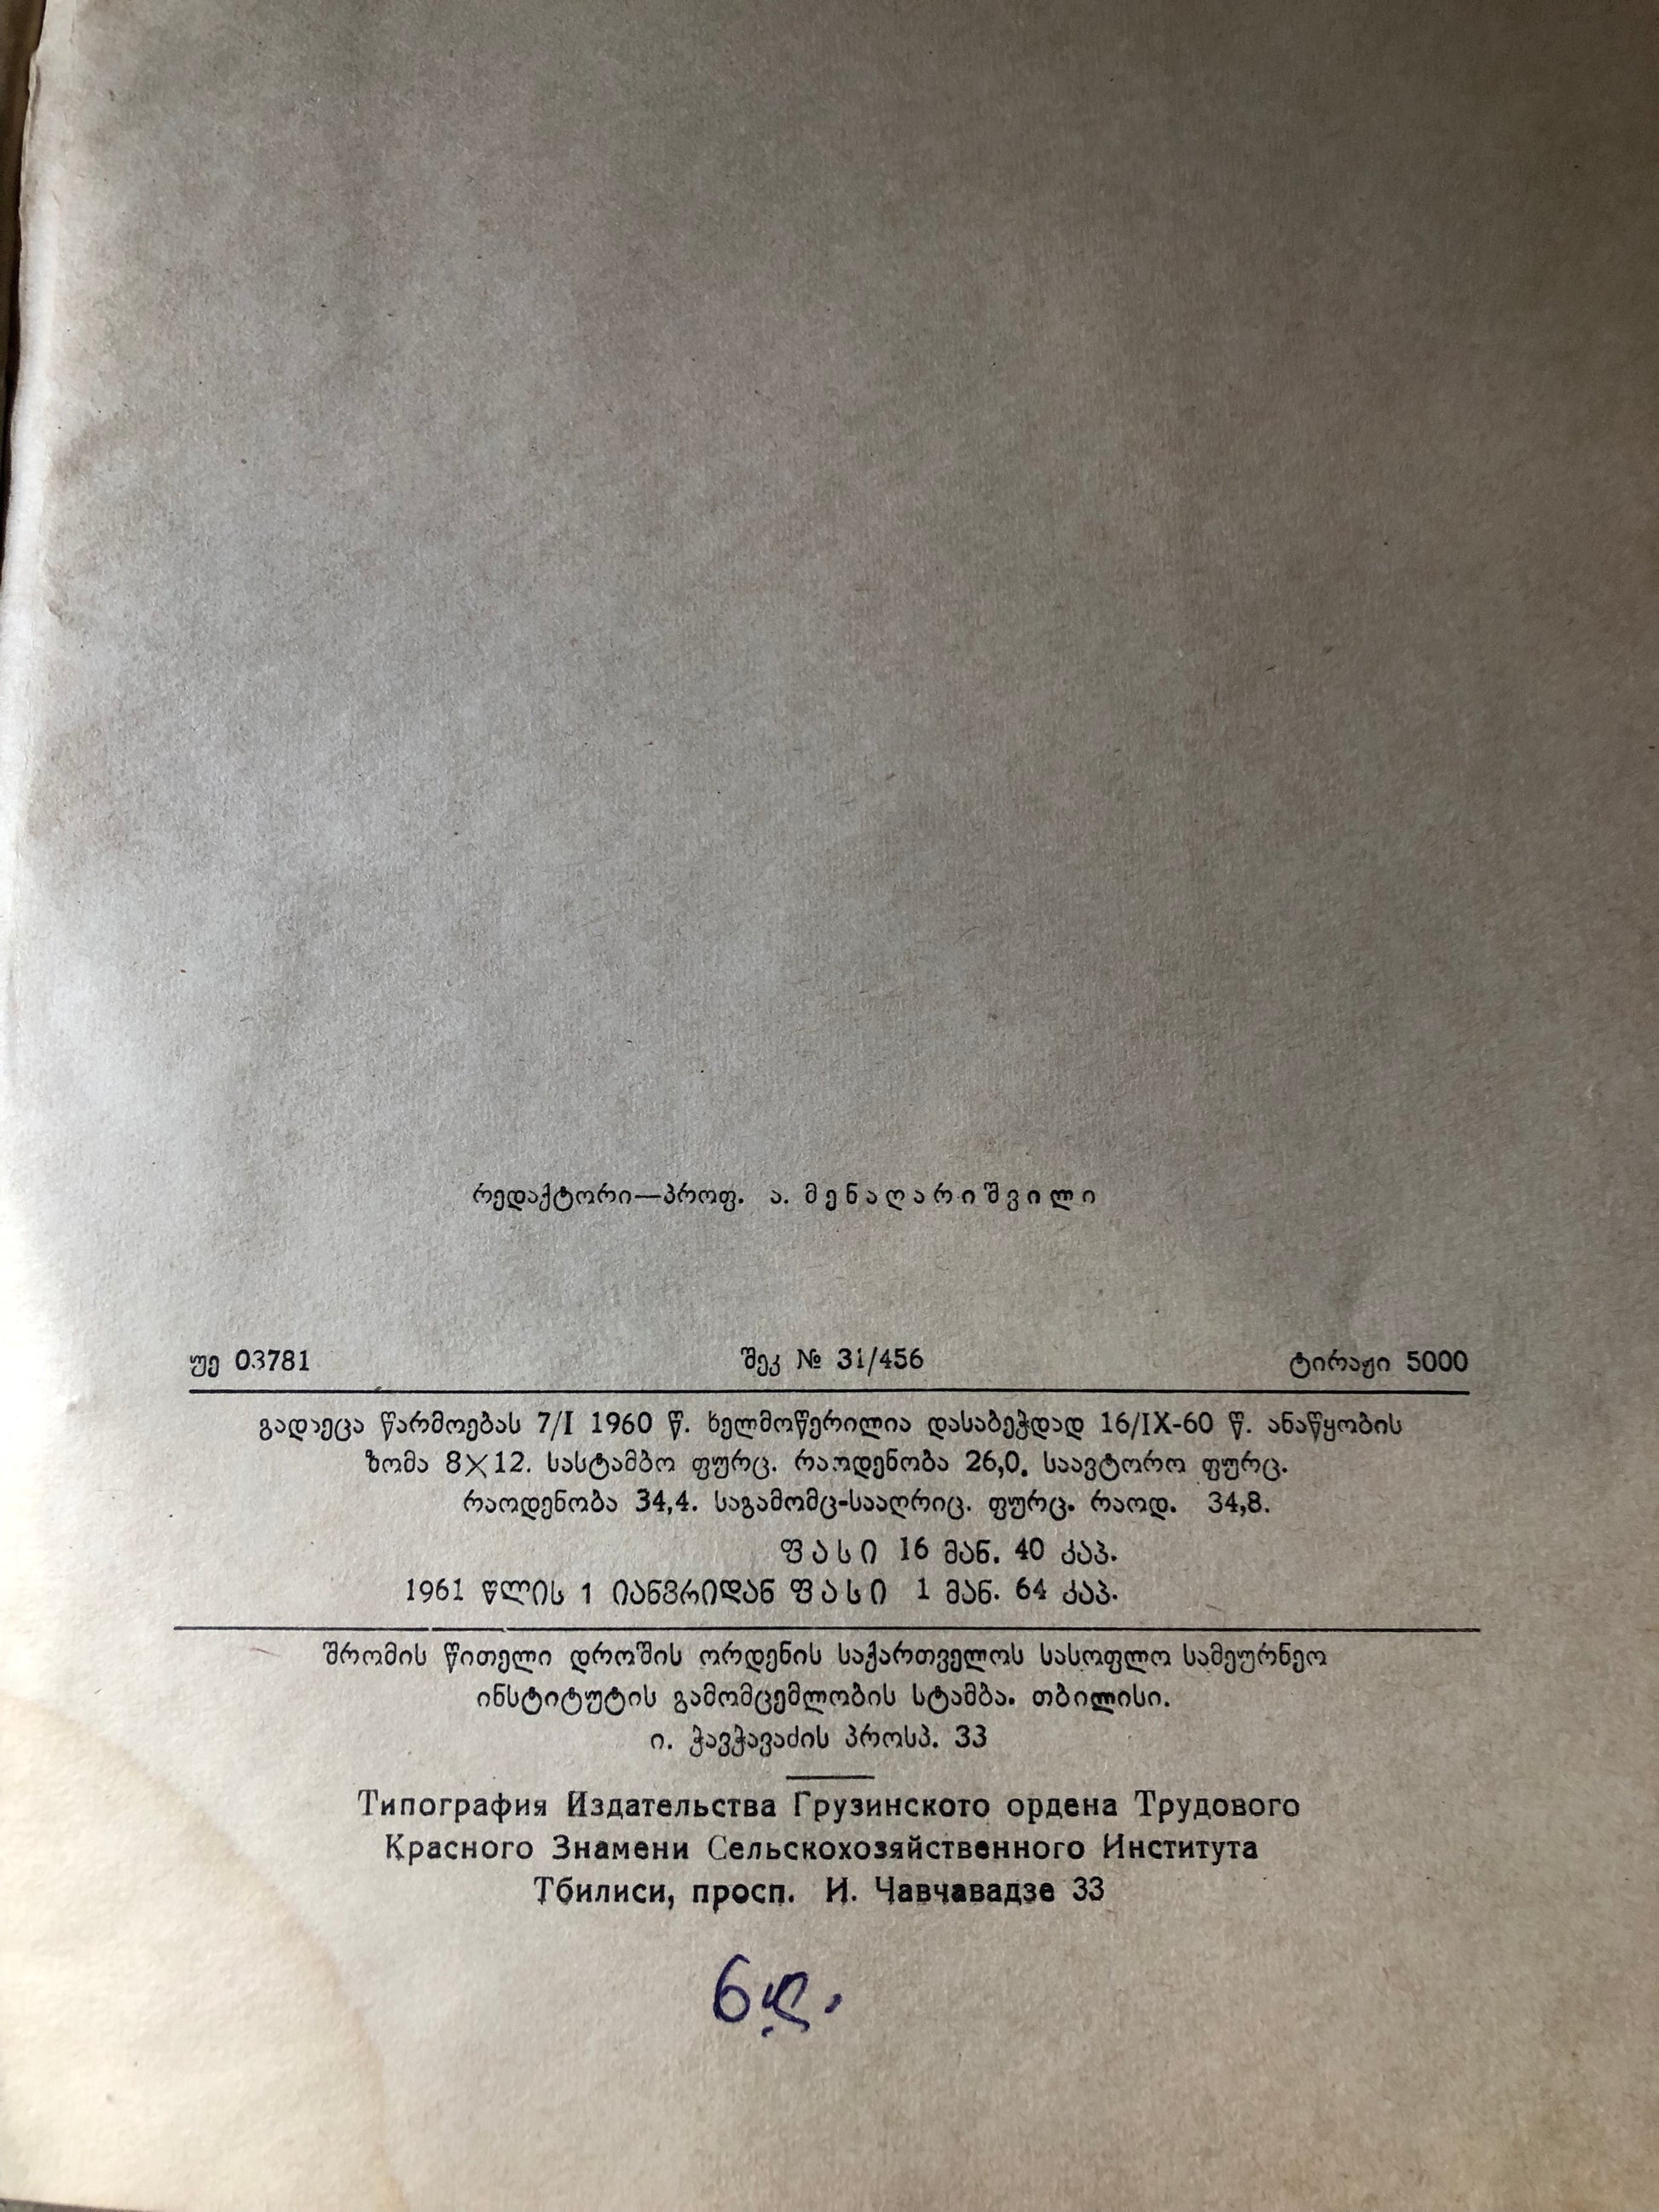 რედაქტორი—პროფ. ა. მენაღარიშვილი
უე 03781 შეკ № 31/456 ტირაჟი 5000
გადაეცა წარმოებას 7/I 1960 წ. ხელმოწერილია დასაბეჭდად 16/IX-60 წ. ანაწყობის
ზომა 8×12. სასტამბო ფურც. რაოდენობა 26,0. საავტორო ფურც.
რაოდენობა 34,4. საგამომც-სააღრიც. ფურც. რაოდ. 34,8.
ფასი 16 მან. 40 კაპ.
1961 წლის 1 იანვრიდან ფასი 1 მან. 64 კაპ.
შრომის წითელი დროშის ორდენის საქართველოს სასოფლო სამეურნეო
ინსტიტუტის გამომცემლობის სტამბა. თბილისი.
ი. ჭავჭავაძის პროსპ. 33
Типография Издательства Грузинското ордена Трудового
Красного Знамени Сельскохозяйственного Института
Тбилиси, просп. И. Чавчавадзе 33